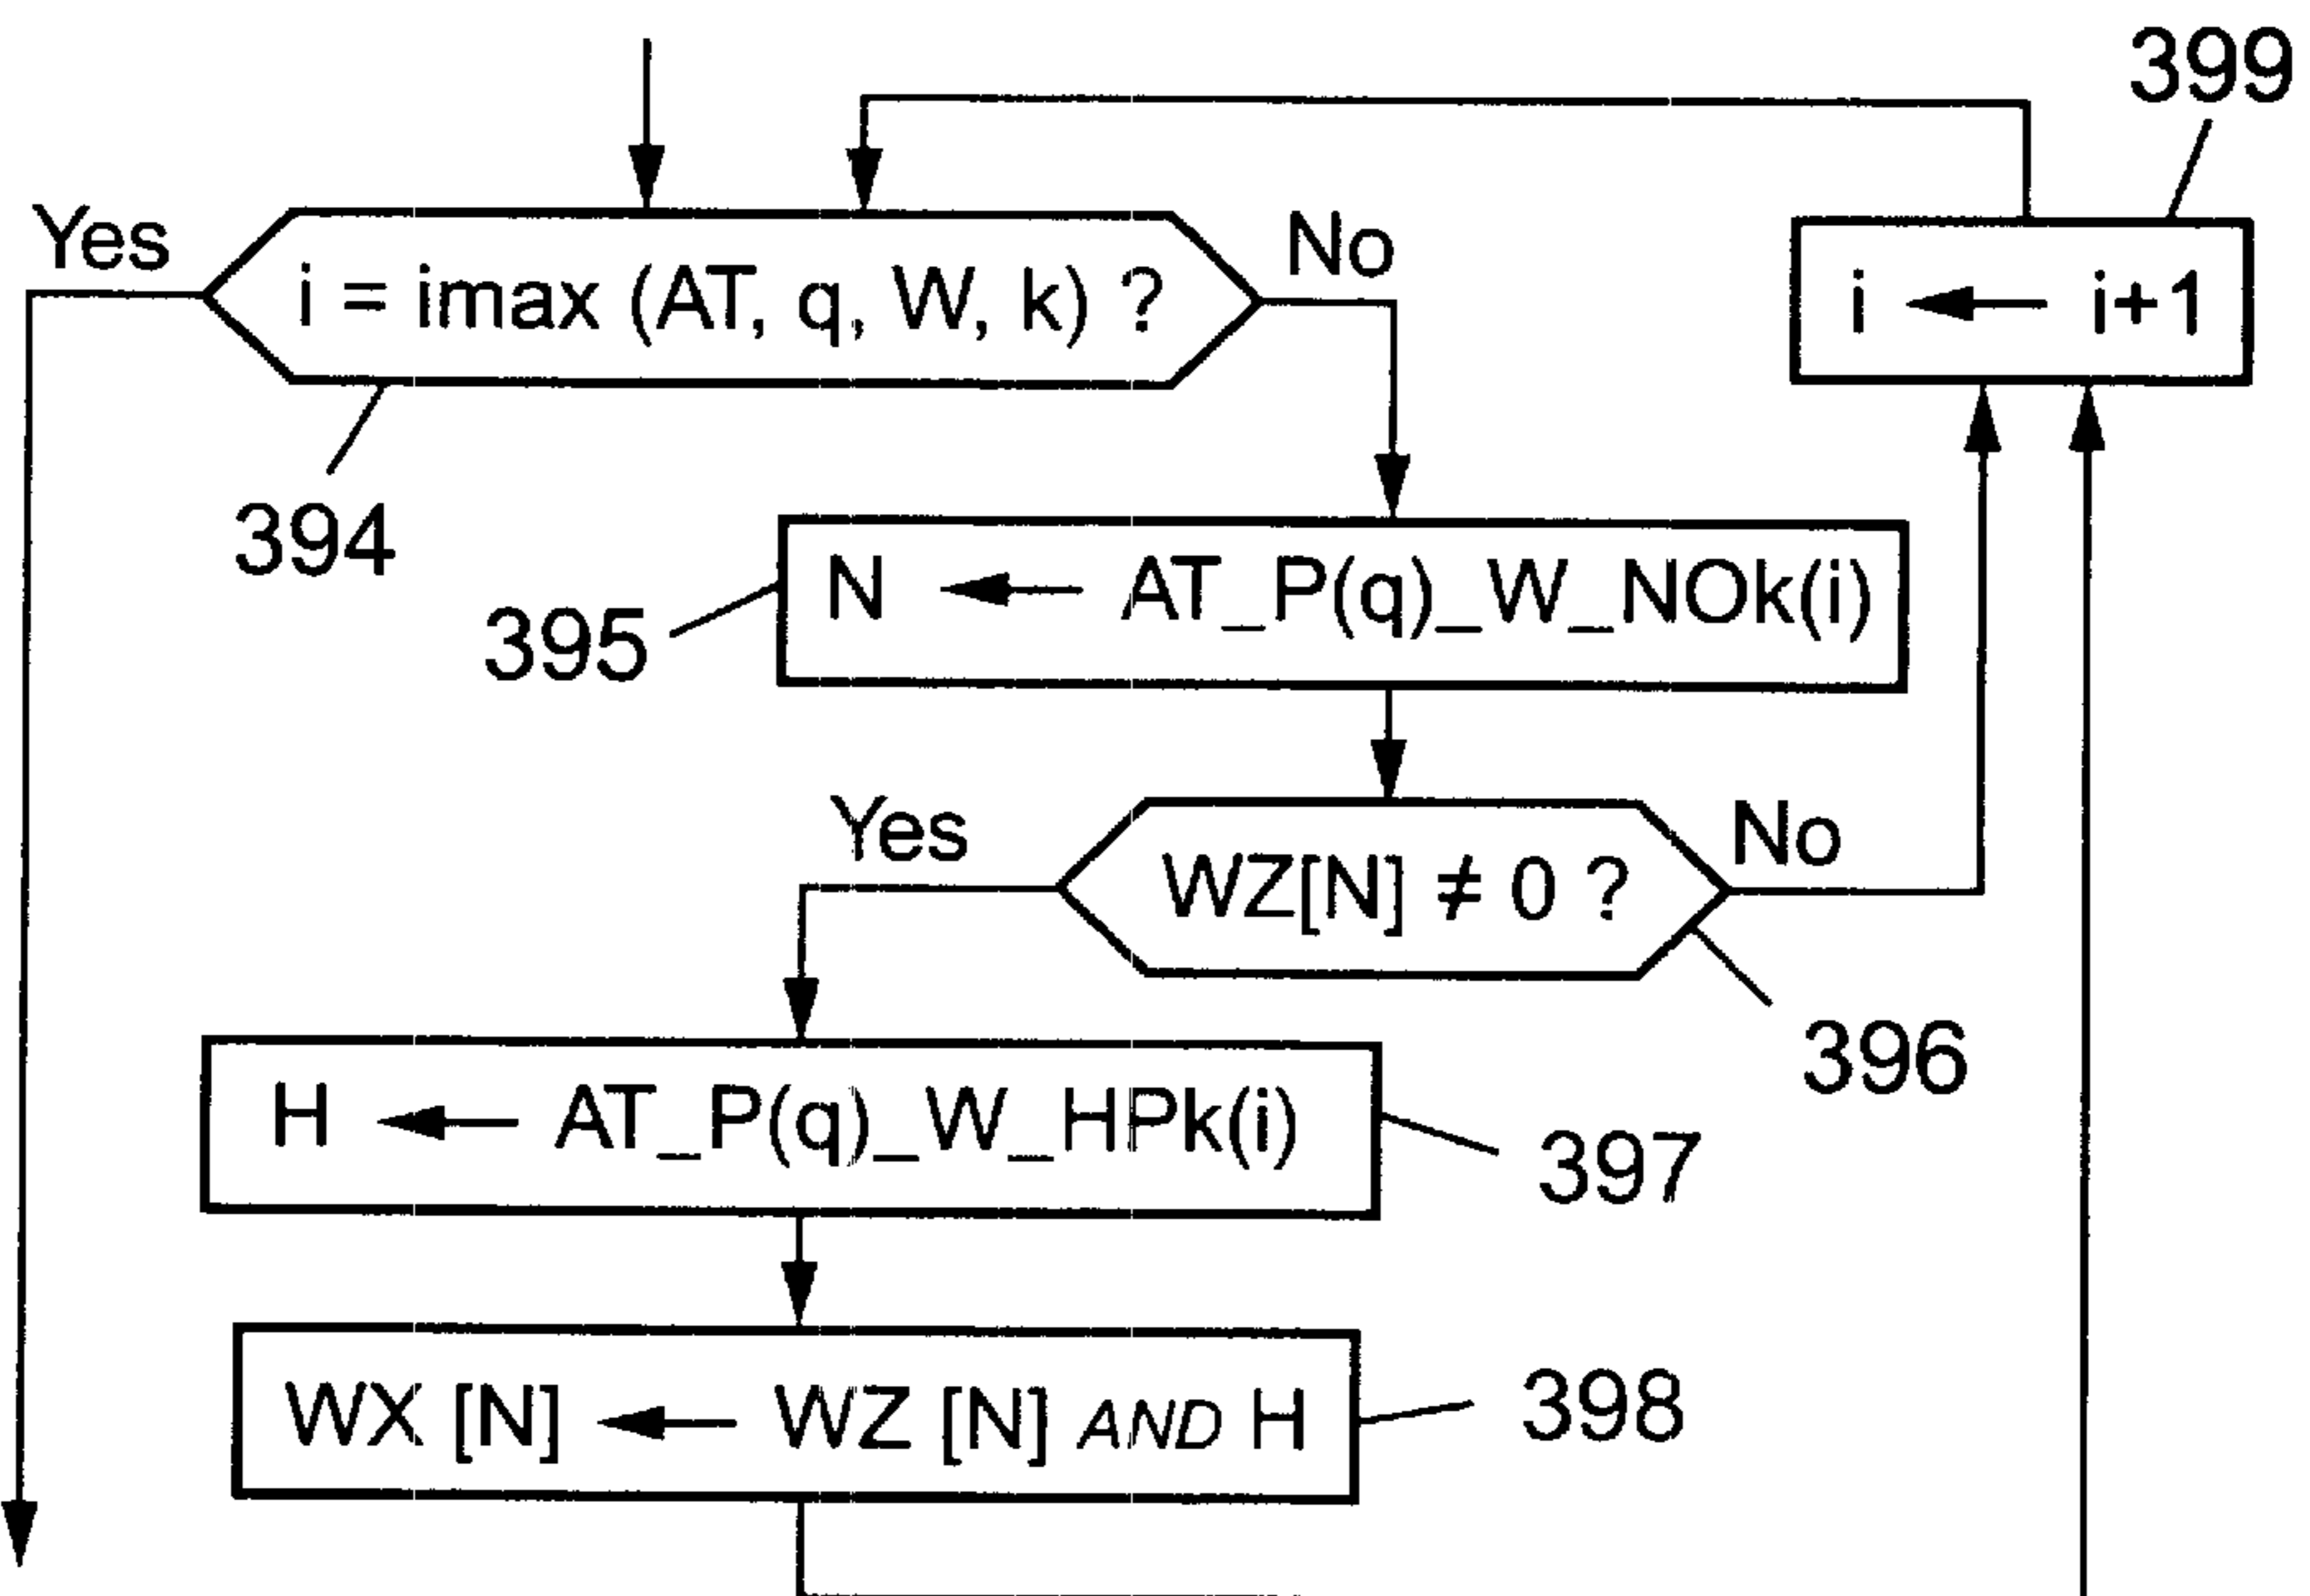 399
Yes
No
i = imax (AT, q, W, k) ?
i ← i+1
394
N ← AT_P(q)_W_NOk(i)
395
Yes
No
WZ[N] ≠ 0 ?
396
H ← AT_P(q)_W_HPk(i)
397
WX [N] ← WZ [N] AND H
398